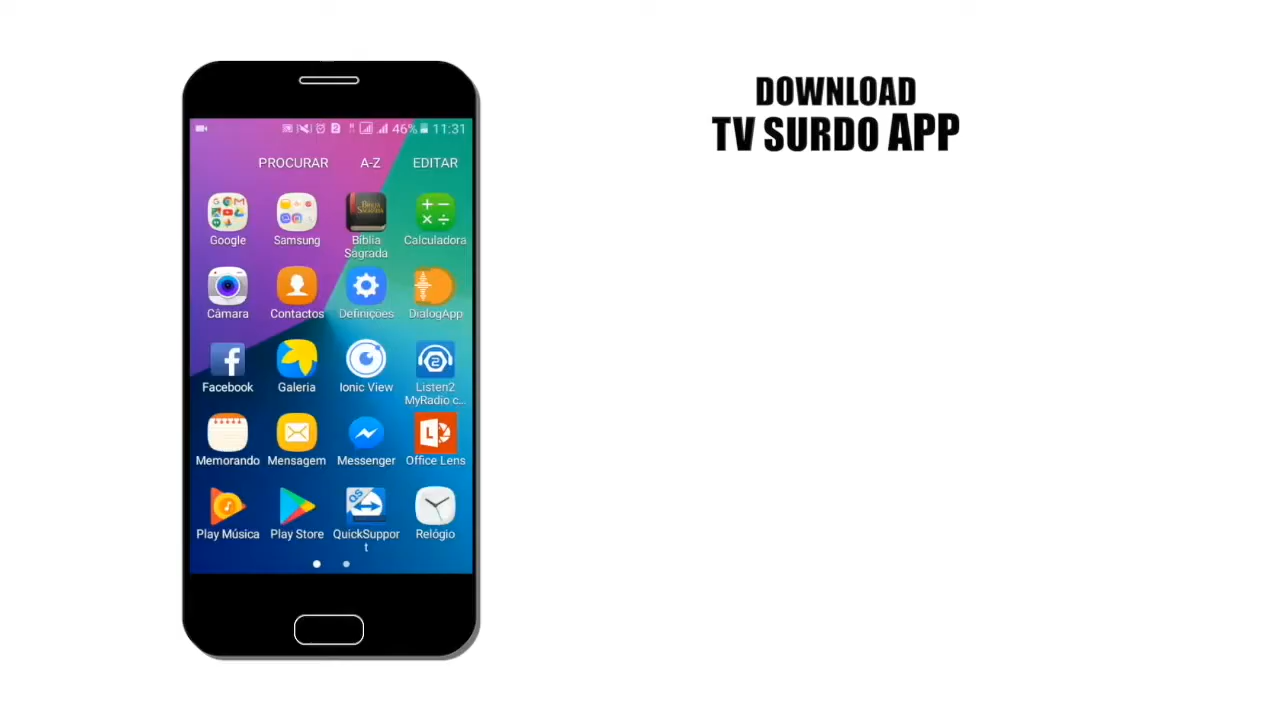 DOWNLOAD
TV SURDO APP
46% 11:31
PROCURAR A-Z EDITAR
Google Samsung Bíblia Sagrada Calculadora
Câmara Contactos Definições DialogApp
Facebook Galeria Ionic View Listen2 MyRadio c...
Memorando Mensagem Messenger Office Lens
Play Música Play Store QuickSupport Relógio